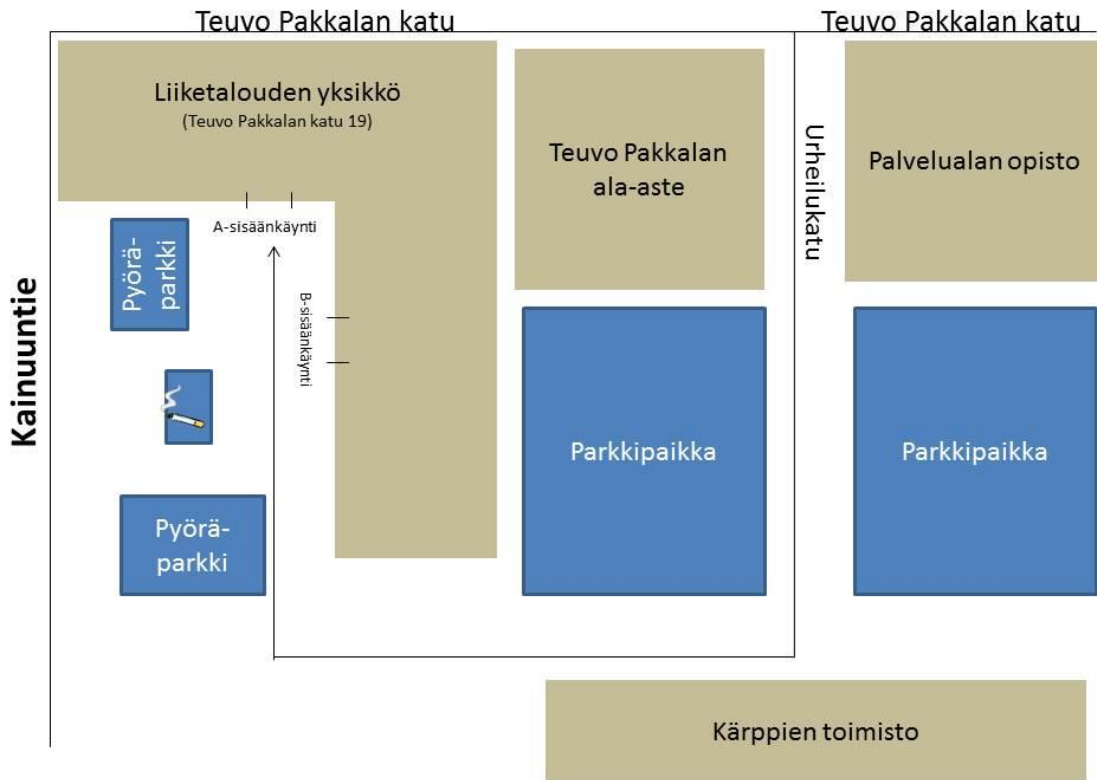 Teuvo Pakkalan katu
Teuvo Pakkalan katu
Liiketalouden yksikkö
(Teuvo Pakkalan katu 19)
Teuvo Pakkalan
ala-aste
Urheilukatu
Palvelualan opisto
A-sisäänkäynti
Pyörä-
parkki
B-sisäänkäynti
Kainuuntie
Parkkipaikka
Parkkipaikka
Pyörä-
parkki
Kärppien toimisto